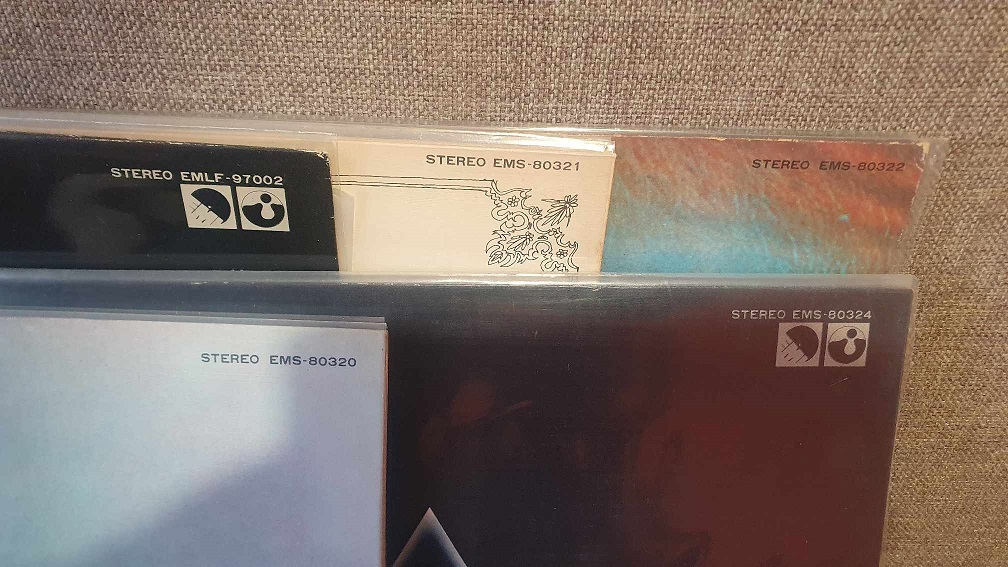 STEREO EMLF-97002
STEREO EMS-80321
STEREO EMS-80322
STEREO EMS-80324
STEREO EMS-80320